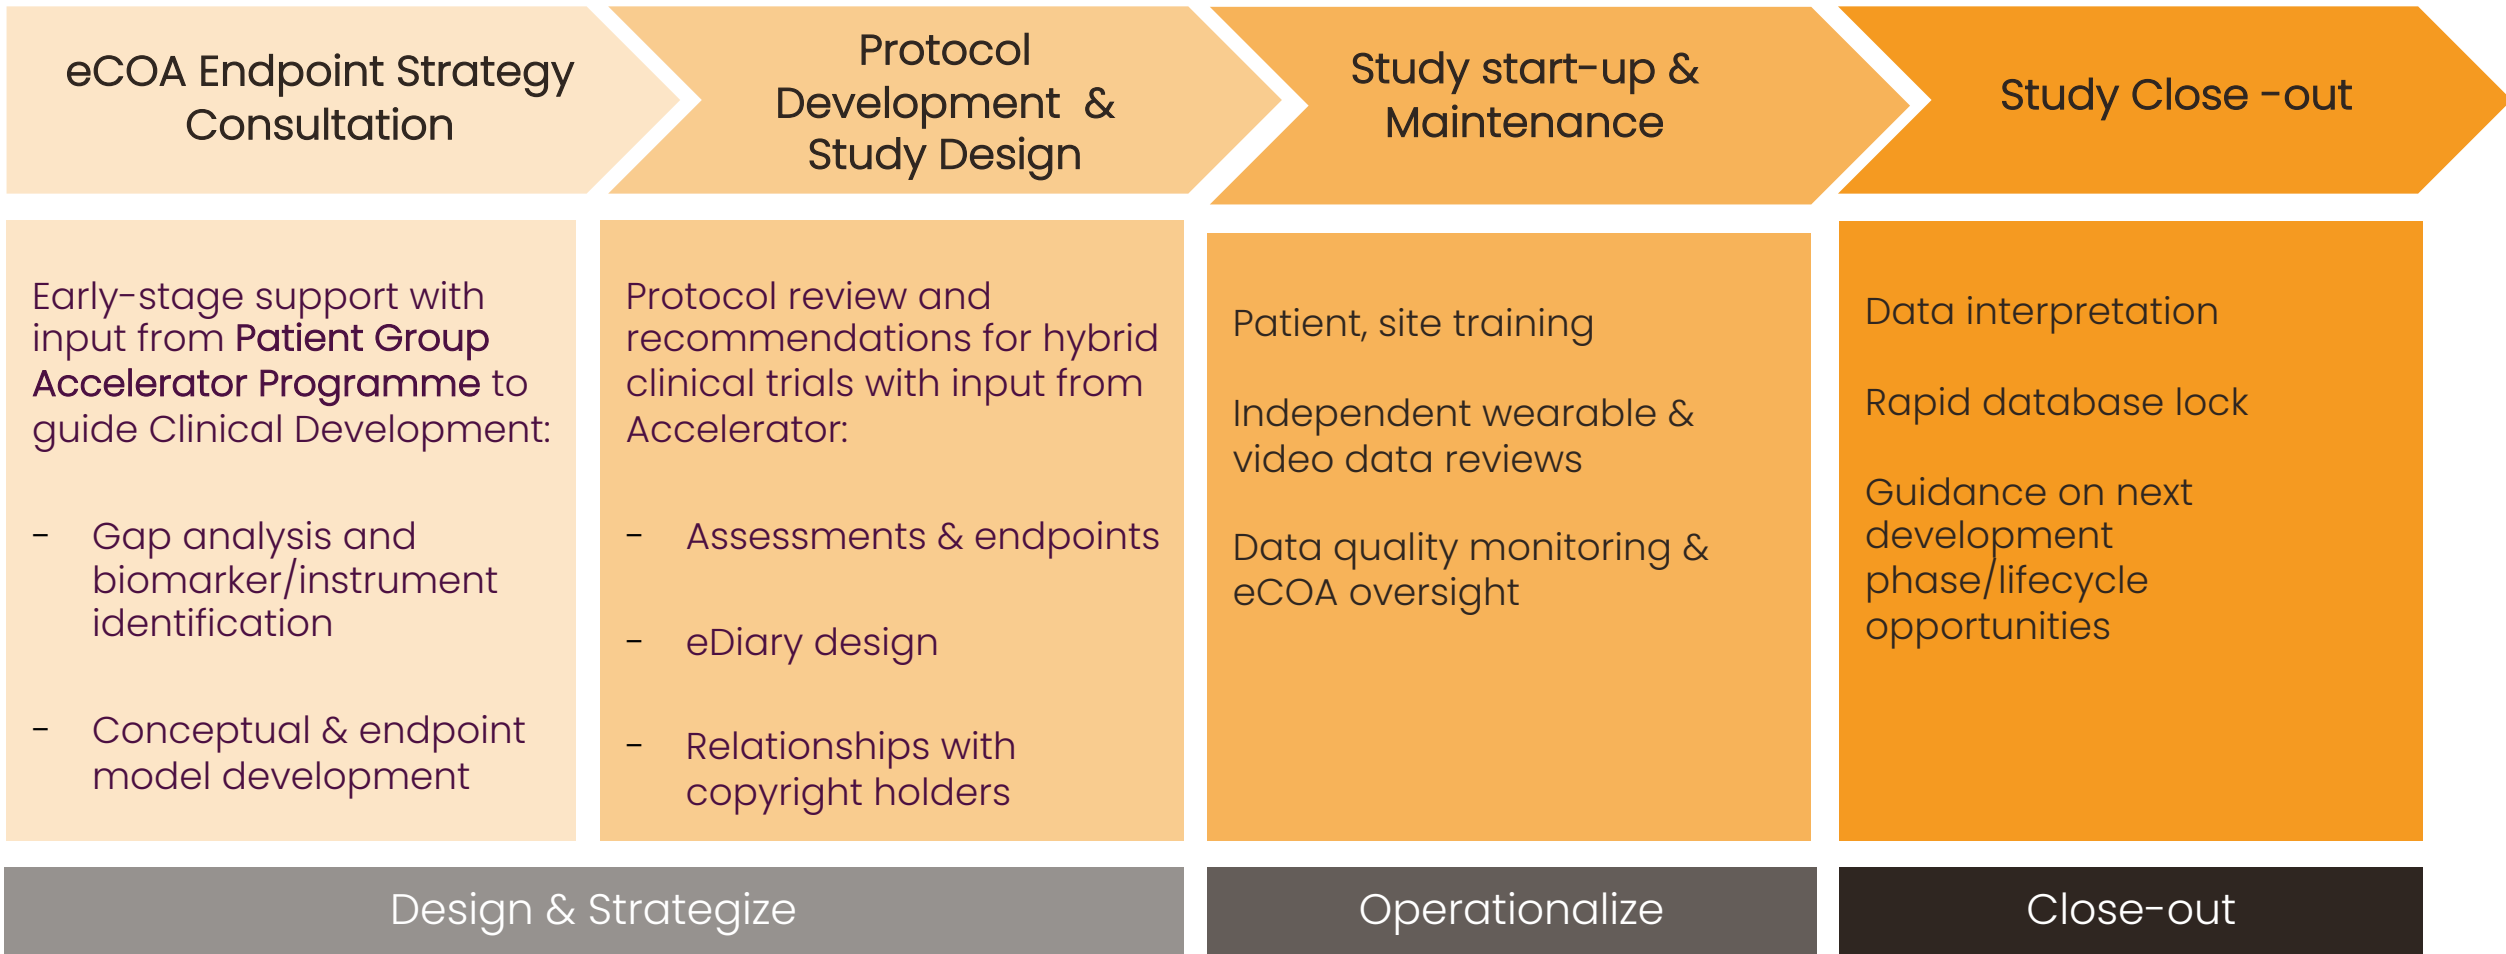 eCOA Endpoint Strategy
Consultation
Protocol
Development &
Study Design
Study start-up &
Maintenance
Study Close -out
Early-stage support with
input from Patient Group
Accelerator Programme to
guide Clinical Development:
- Gap analysis and
biomarker/instrument
identification
- Conceptual & endpoint
model development
Protocol review and
recommendations for hybrid
clinical trials with input from
Accelerator:
- Assessments & endpoints
- eDiary design
- Relationships with
copyright holders
Patient, site training
Independent wearable &
video data reviews
Data quality monitoring &
eCOA oversight
Data interpretation
Rapid database lock
Guidance on next
development
phase/lifecycle
opportunities
Design & Strategize
Operationalize
Close-out